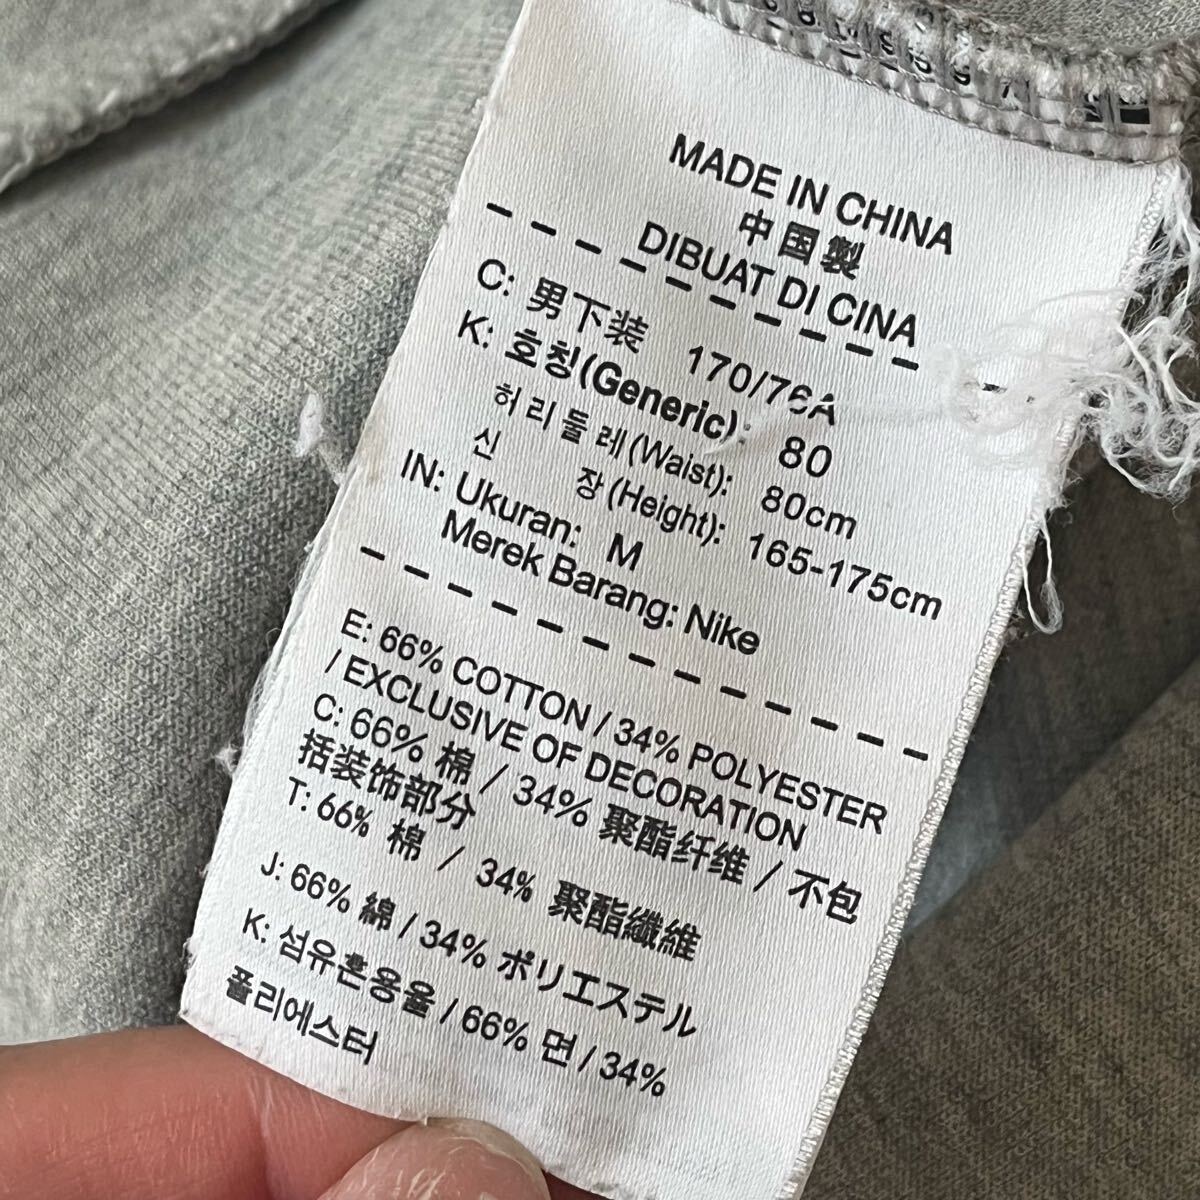 MADE IN CHINA
中国製
DIBUAT DI CINA
C: 男下装 170/76A
K: 호칭(Generic): 80
허리둘레(Waist): 80cm
신 장(Height): 165-175cm
IN: Ukuran: M
Merek Barang: Nike
E: 66% COTTON / 34% POLYESTER
/ EXCLUSIVE OF DECORATION
C: 66% 棉 / 34% 聚酯纤维 / 不包
括装饰部分
T: 66% 棉 / 34% 聚酯纖維
J: 66% 綿 / 34% ポリエステル
K: 섬유혼용율 / 66% 면 / 34%
폴리에스터